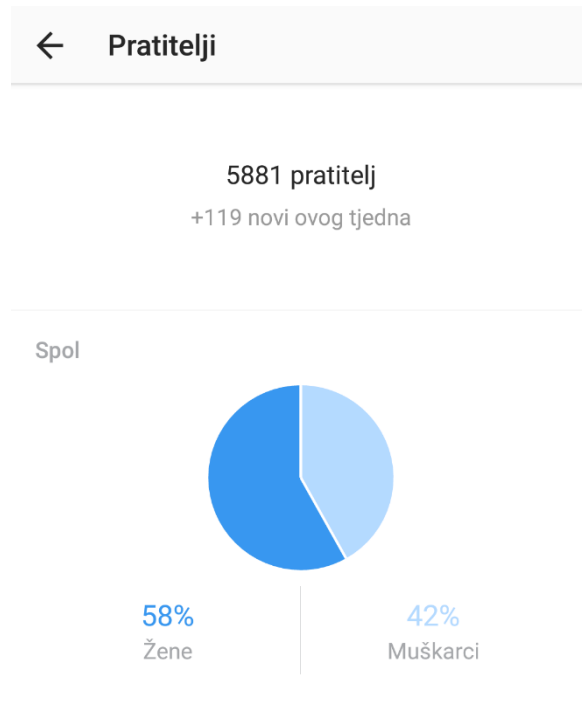 Pratitelji
5881 pratitelj
+119 novi ovog tjedna
Spol
58%
Žene
42%
Muškarci